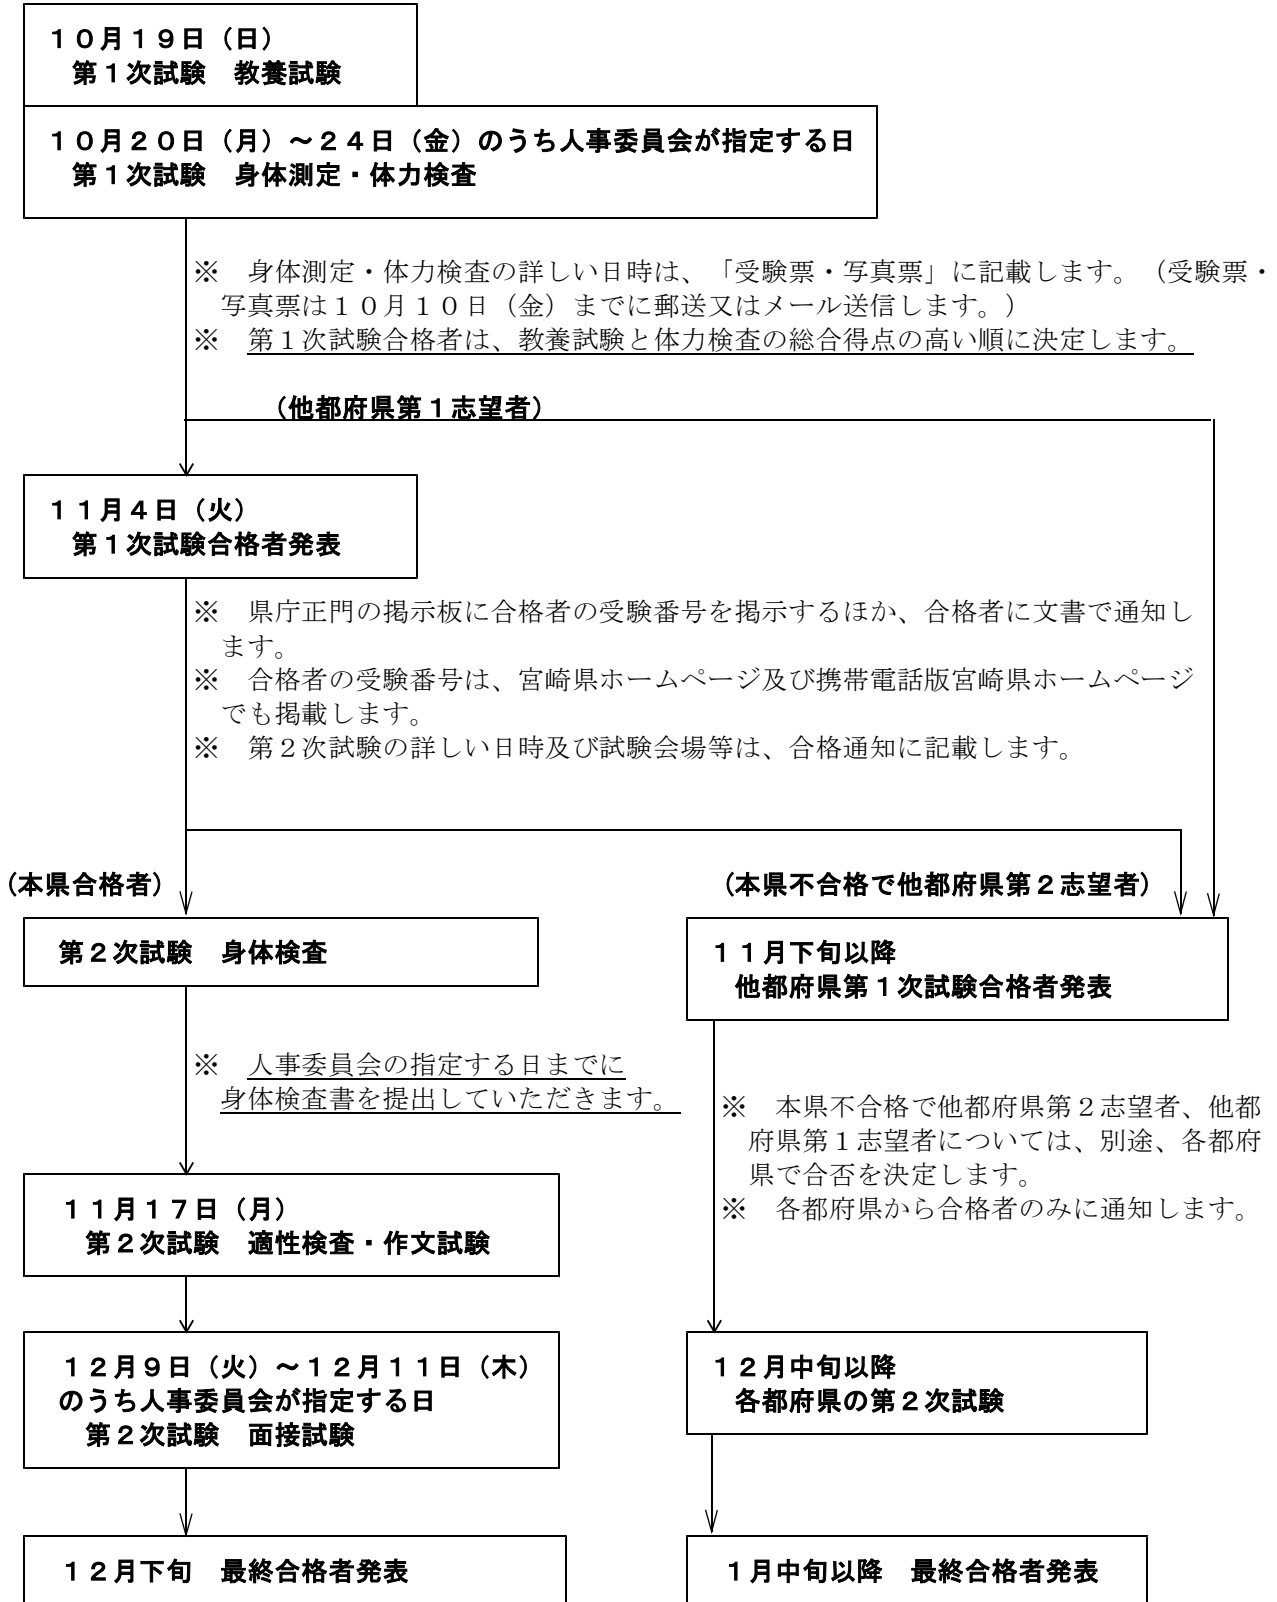 １０月１９日（日）
第１次試験　教養試験
１０月２０日（月）～２４日（金）のうち人事委員会が指定する日
第１次試験　身体測定・体力検査
※　身体測定・体力検査の詳しい日時は、「受験票・写真票」に記載します。（受験票・
写真票は１０月１０日（金）までに郵送又はメール送信します。）
※　第１次試験合格者は、教養試験と体力検査の総合得点の高い順に決定します。
（他都府県第１志望者）
１１月４日（火）
第１次試験合格者発表
※　県庁正門の掲示板に合格者の受験番号を掲示するほか、合格者に文書で通知し
ます。
※　合格者の受験番号は、宮崎県ホームページ及び携帯電話版宮崎県ホームページ
でも掲載します。
※　第２次試験の詳しい日時及び試験会場等は、合格通知に記載します。
（本県合格者）
第２次試験　身体検査
※　人事委員会の指定する日までに
身体検査書を提出していただきます。
１１月１７日（月）
第２次試験　適性検査・作文試験
１２月９日（火）～１２月１１日（木）
のうち人事委員会が指定する日
第２次試験　面接試験
１２月下旬　最終合格者発表
（本県不合格で他都府県第２志望者）
１１月下旬以降
他都府県第１次試験合格者発表
※　本県不合格で他都府県第２志望者、他都
府県第１志望者については、別途、各都府
県で合否を決定します。
※　各都府県から合格者のみに通知します。
１２月中旬以降
各都府県の第２次試験
１月中旬以降　最終合格者発表